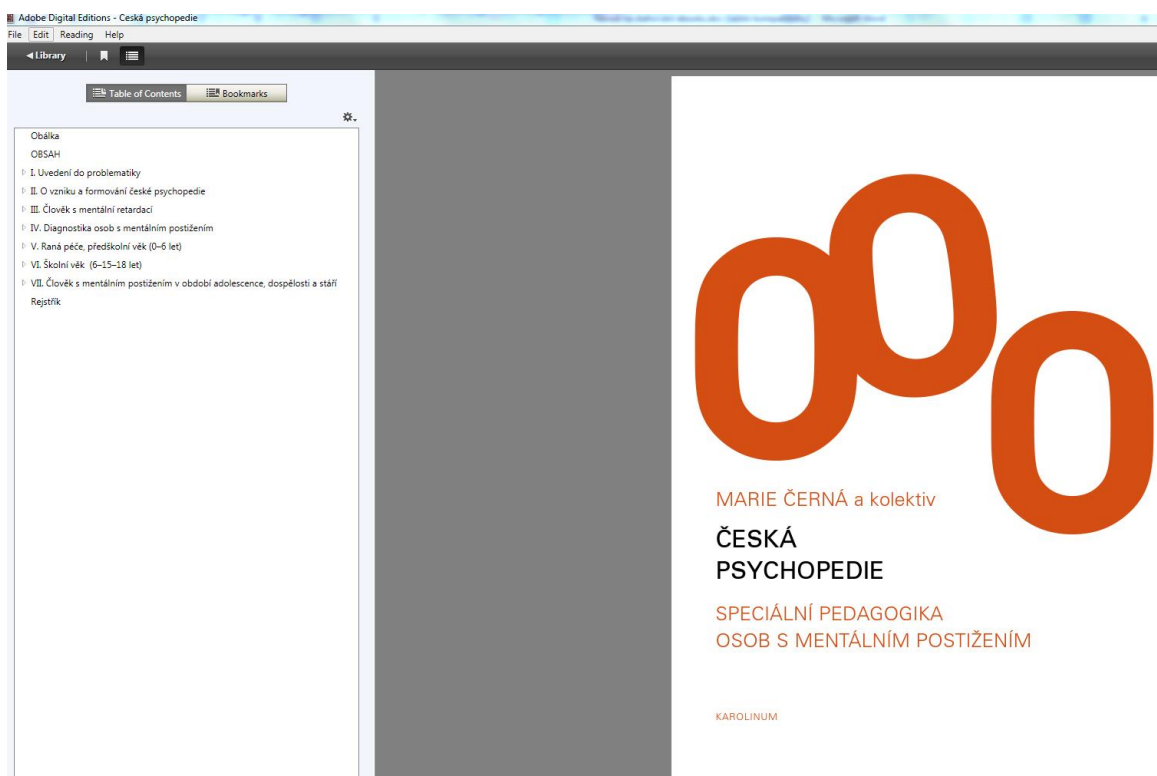 Adobe Digital Editions - Česká psychopedie
File Edit Reading Help
Library
Table of Contents Bookmarks
Obálka
OBSAH
I. Uvedení do problematiky
II. O vzniku a formování české psychopedie
III. Člověk s mentální retardací
IV. Diagnostika osob s mentálním postižením
V. Raná péče, předškolní věk (0–6 let)
VI. Školní věk (6–15–18 let)
VII. Člověk s mentálním postižením v období adolescence, dospělosti a stáří
Rejstřík
MARIE ČERNÁ a kolektiv
ČESKÁ
PSYCHOPEDIE
SPECIÁLNÍ PEDAGOGIKA
OSOB S MENTÁLNÍM POSTIŽENÍM
KAROLINUM